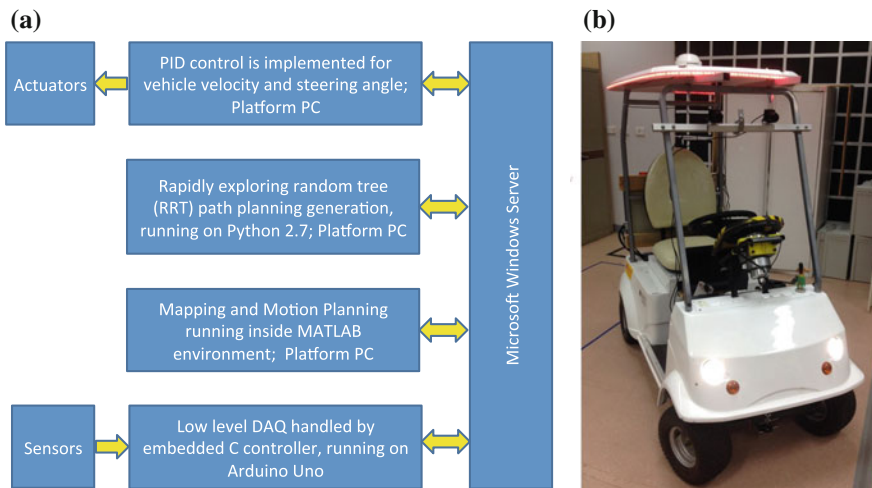 (a)
(b)
Actuators
PID control is implemented for
vehicle velocity and steering angle;
Platform PC
Rapidly exploring random tree
(RRT) path planning generation,
running on Python 2.7; Platform PC
Mapping and Motion Planning
running inside MATLAB
environment; Platform PC
Sensors
Low level DAQ handled by
embedded C controller, running on
Arduino Uno
Microsoft Windows Server